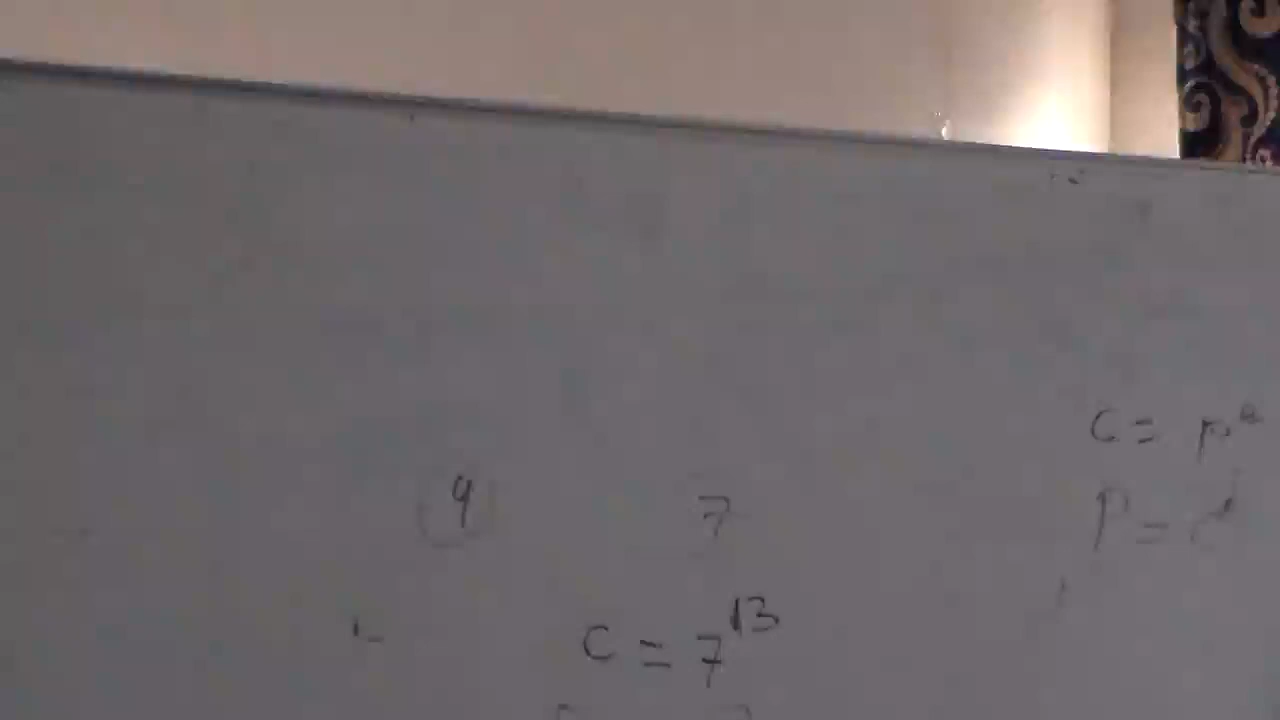 C = p^e
9 7
P = c^d
C = 7^13